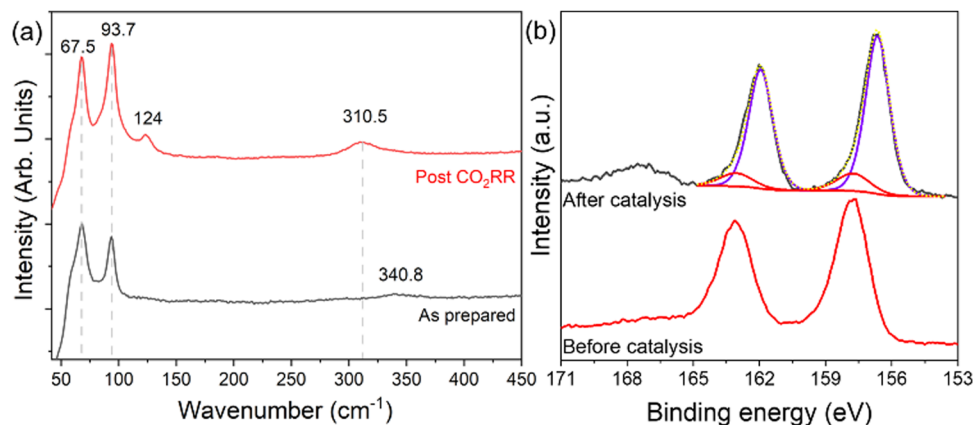 (a)
67.5
93.7
124
310.5
Post CO₂RR
340.8
As prepared
Intensity (Arb. Units)
50 100 150 200 250 300 350 400 450
Wavenumber (cm⁻¹)
(b)
After catalysis
Before catalysis
Intensity (a.u.)
171 168 165 162 159 156 153
Binding energy (eV)